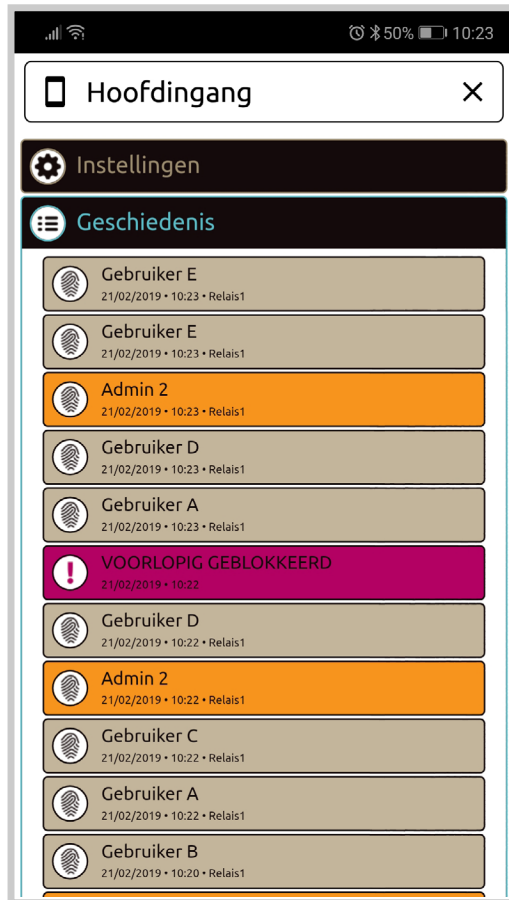 50% 10:23
Hoofdingang
Instellingen
Geschiedenis
Gebruiker E
21/02/2019 • 10:23 • Relais1
Gebruiker E
21/02/2019 • 10:23 • Relais1
Admin 2
21/02/2019 • 10:23 • Relais1
Gebruiker D
21/02/2019 • 10:23 • Relais1
Gebruiker A
21/02/2019 • 10:23 • Relais1
VOORLOPIG GEBLOKKEERD
21/02/2019 • 10:22
Gebruiker D
21/02/2019 • 10:22 • Relais1
Admin 2
21/02/2019 • 10:22 • Relais1
Gebruiker C
21/02/2019 • 10:22 • Relais1
Gebruiker A
21/02/2019 • 10:22 • Relais1
Gebruiker B
21/02/2019 • 10:20 • Relais1